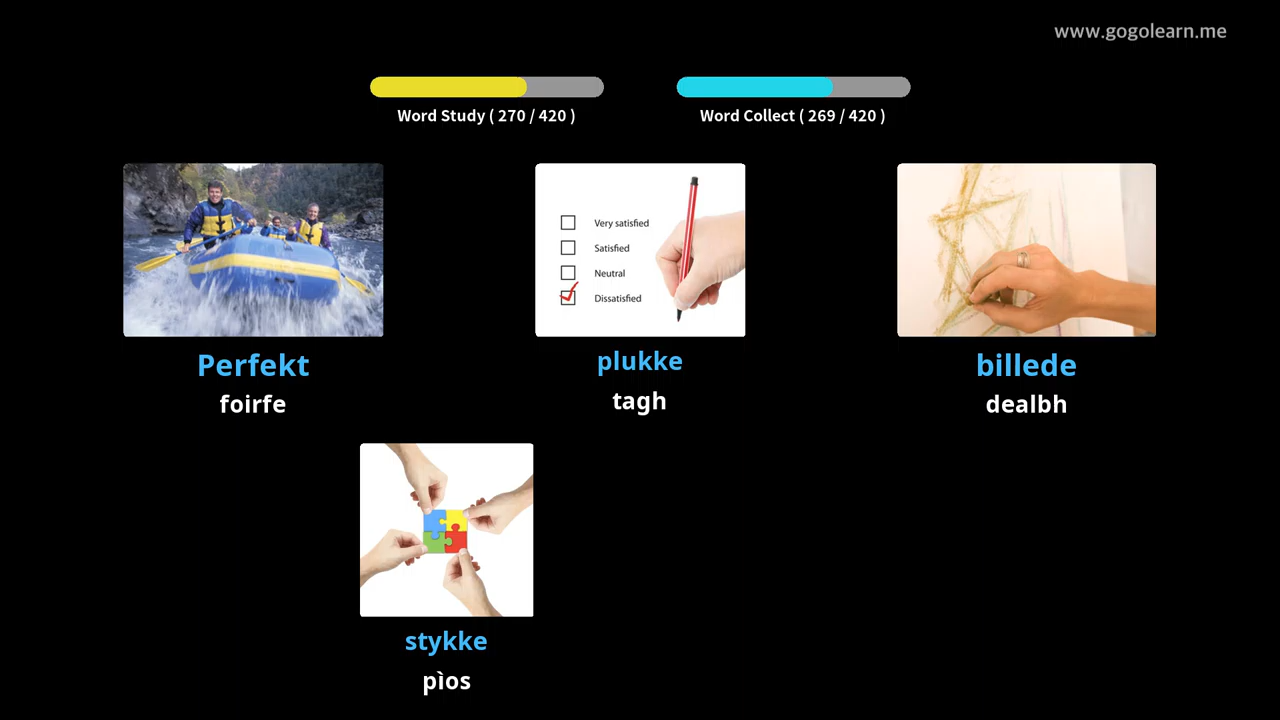 www.gogolearn.me
Word Study ( 270 / 420 )
Word Collect ( 269 / 420 )
Very satisfied
Satisfied
Neutral
Dissatisfied
Perfekt
foirfe
plukke
tagh
billede
dealbh
stykke
pìos